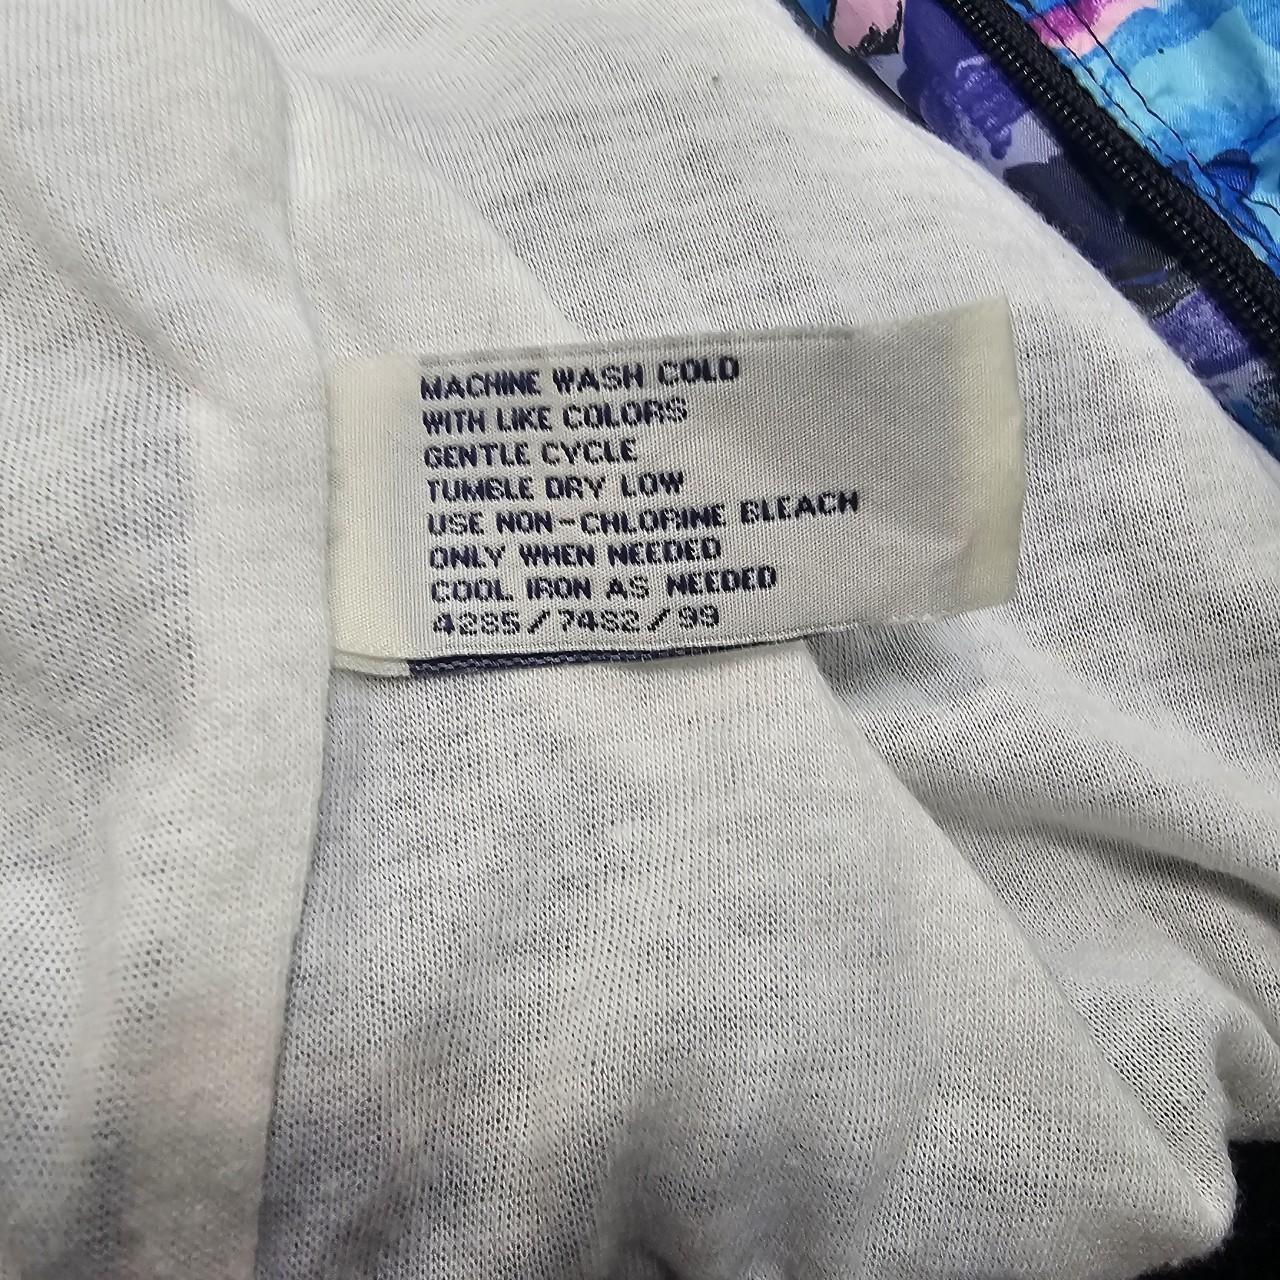 MACHINE WASH COLD
WITH LIKE COLORS
GENTLE CYCLE
TUMBLE DRY LOW
USE NON-CHLORINE BLEACH
ONLY WHEN NEEDED
COOL IRON AS NEEDED
4285/7482/99